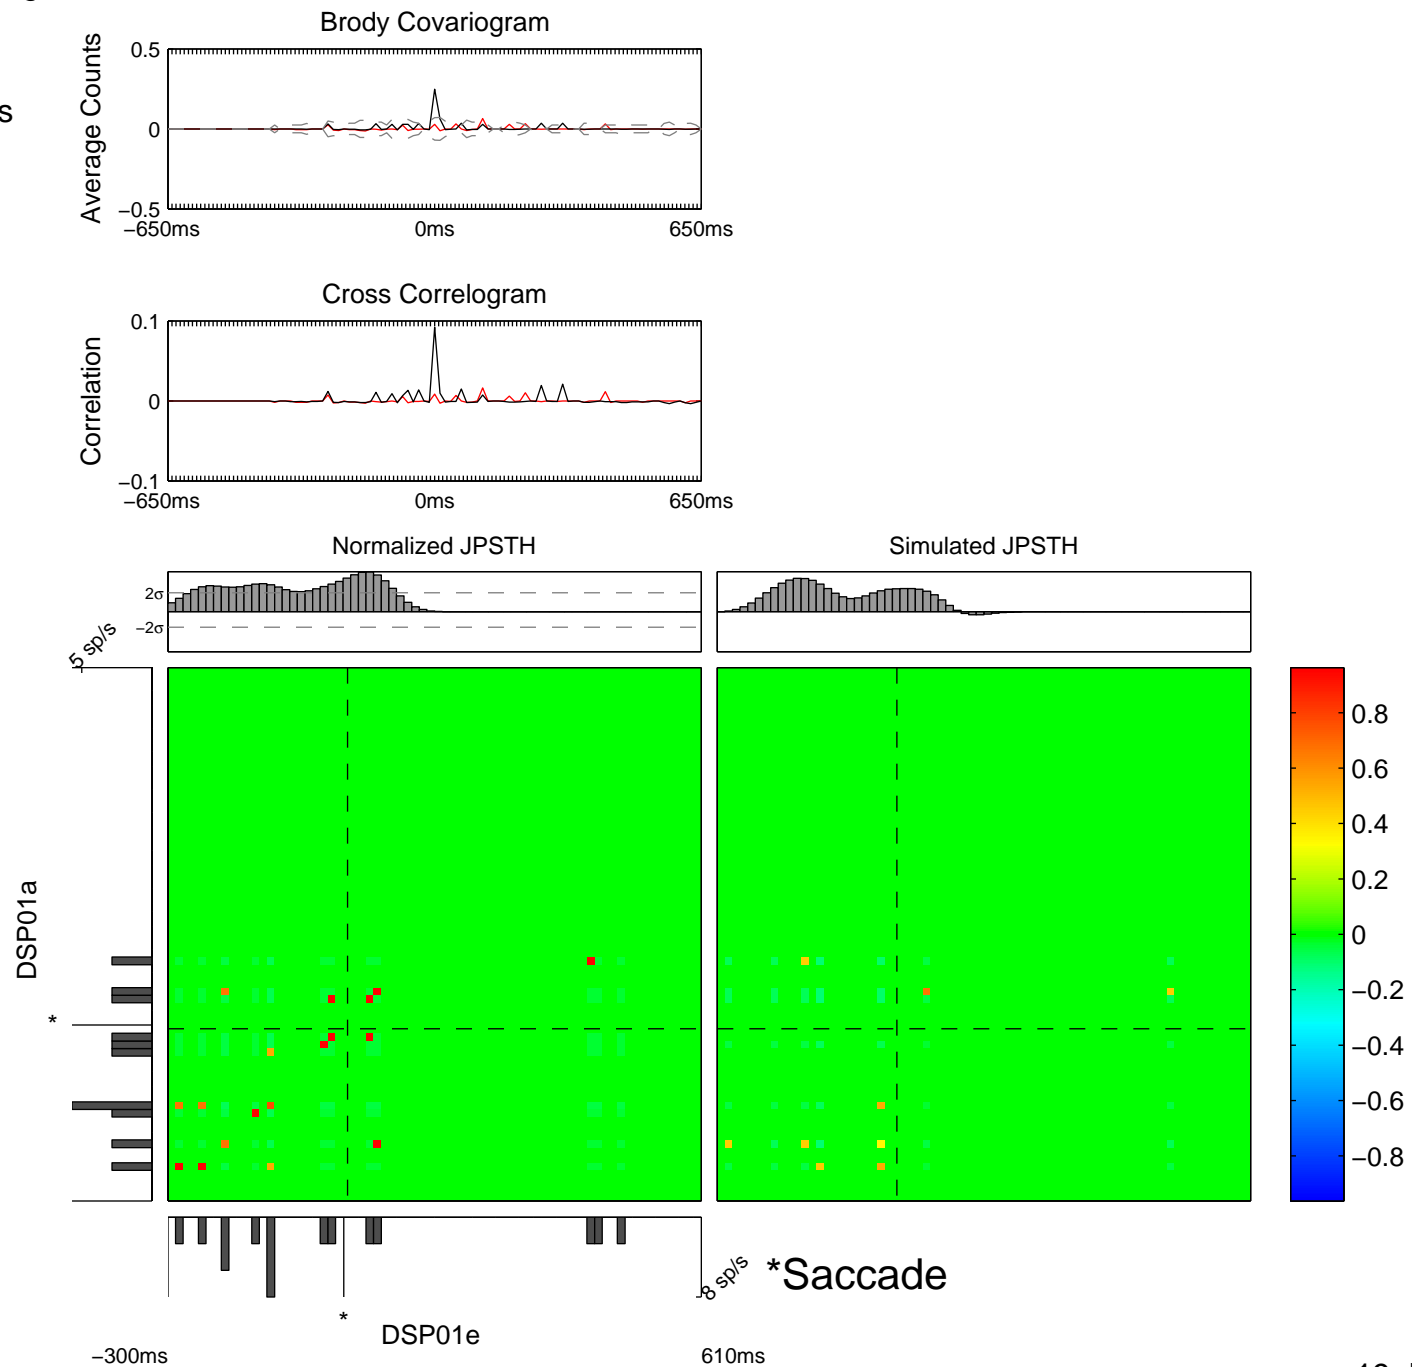 s
Brody Covariogram
Average Counts
0.5
0
−0.5
−650ms 0ms 650ms
Cross Correlogram
Correlation
0.1
0
−0.1
−650ms 0ms 650ms
Normalized JPSTH
Simulated JPSTH
2σ
−2σ
5 sp/s
DSP01a
*
0.8
0.6
0.4
0.2
0
−0.2
−0.4
−0.6
−0.8
8 sp/s
*Saccade
*
DSP01e
−300ms 610ms